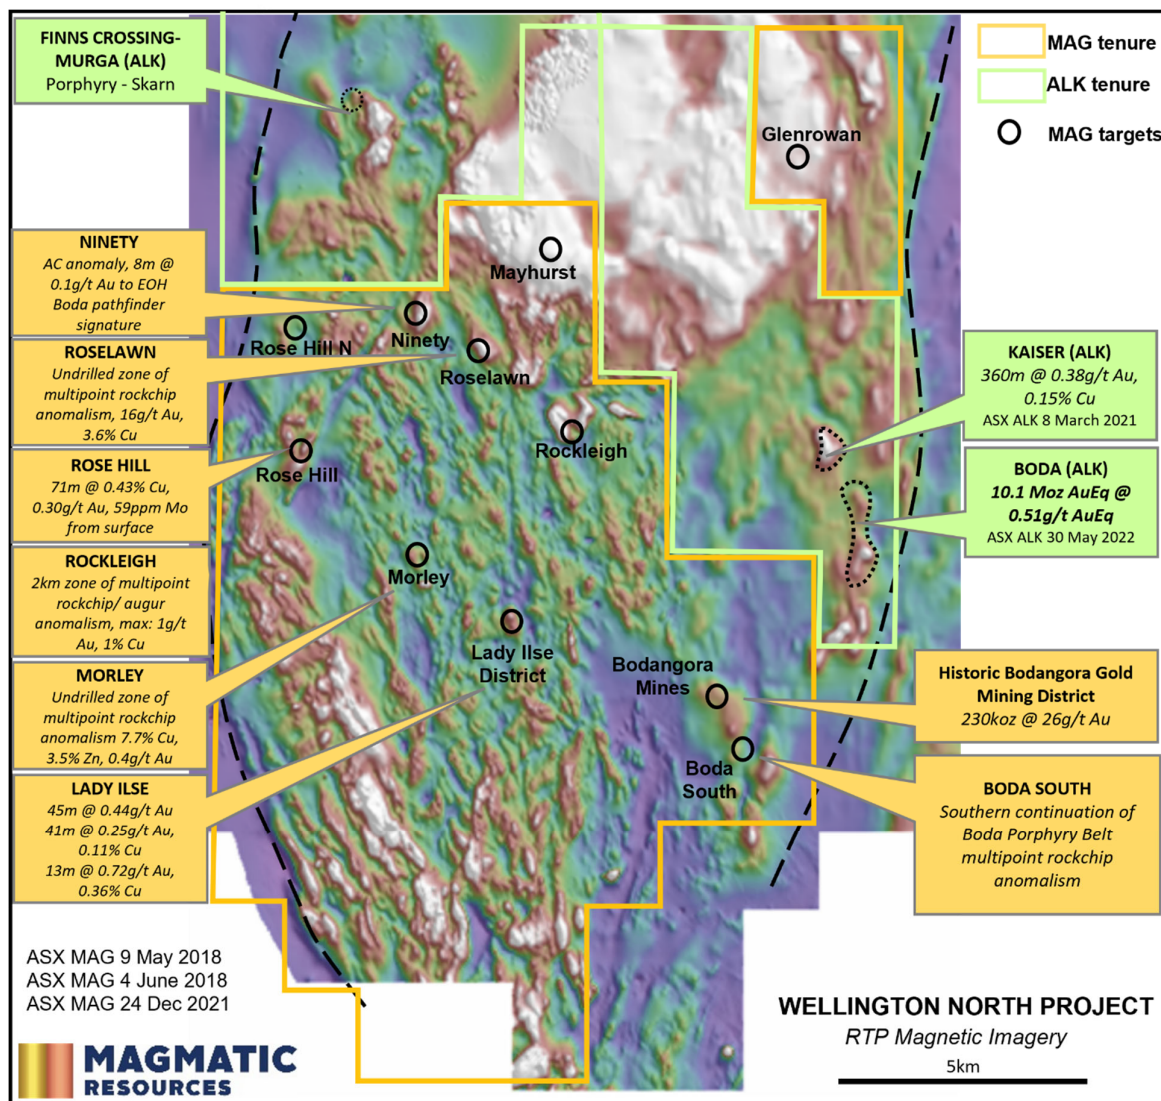 FINNS CROSSING-
MURGA (ALK)
Porphyry - Skarn
MAG tenure
ALK tenure
MAG targets
Glenrowan
Mayhurst
NINETY
AC anomaly, 8m @
0.1g/t Au to EOH
Boda pathfinder
signature
Rose Hill N
Ninety
Roselawn
ROSELAWN
Undrilled zone of
multipoint rockchip
anomalism, 16g/t Au,
3.6% Cu
KAISER (ALK)
360m @ 0.38g/t Au,
0.15% Cu
ASX ALK 8 March 2021
Rockleigh
Rose Hill
ROSE HILL
71m @ 0.43% Cu,
0.30g/t Au, 59ppm Mo
from surface
BODA (ALK)
10.1 Moz AuEq @
0.51g/t AuEq
ASX ALK 30 May 2022
ROCKLEIGH
2km zone of multipoint
rockchip/ augur
anomalism, max: 1g/t
Au, 1% Cu
Morley
Lady Ilse
District
Bodangora
Mines
MORLEY
Undrilled zone of
multipoint rockchip
anomalism 7.7% Cu,
3.5% Zn, 0.4g/t Au
Historic Bodangora Gold
Mining District
230koz @ 26g/t Au
Boda
South
LADY ILSE
45m @ 0.44g/t Au
41m @ 0.25g/t Au,
0.11% Cu
13m @ 0.72g/t Au,
0.36% Cu
BODA SOUTH
Southern continuation of
Boda Porphyry Belt
multipoint rockchip
anomalism
ASX MAG 9 May 2018
ASX MAG 4 June 2018
ASX MAG 24 Dec 2021
WELLINGTON NORTH PROJECT
RTP Magnetic Imagery
5km
MAGMATIC
RESOURCES